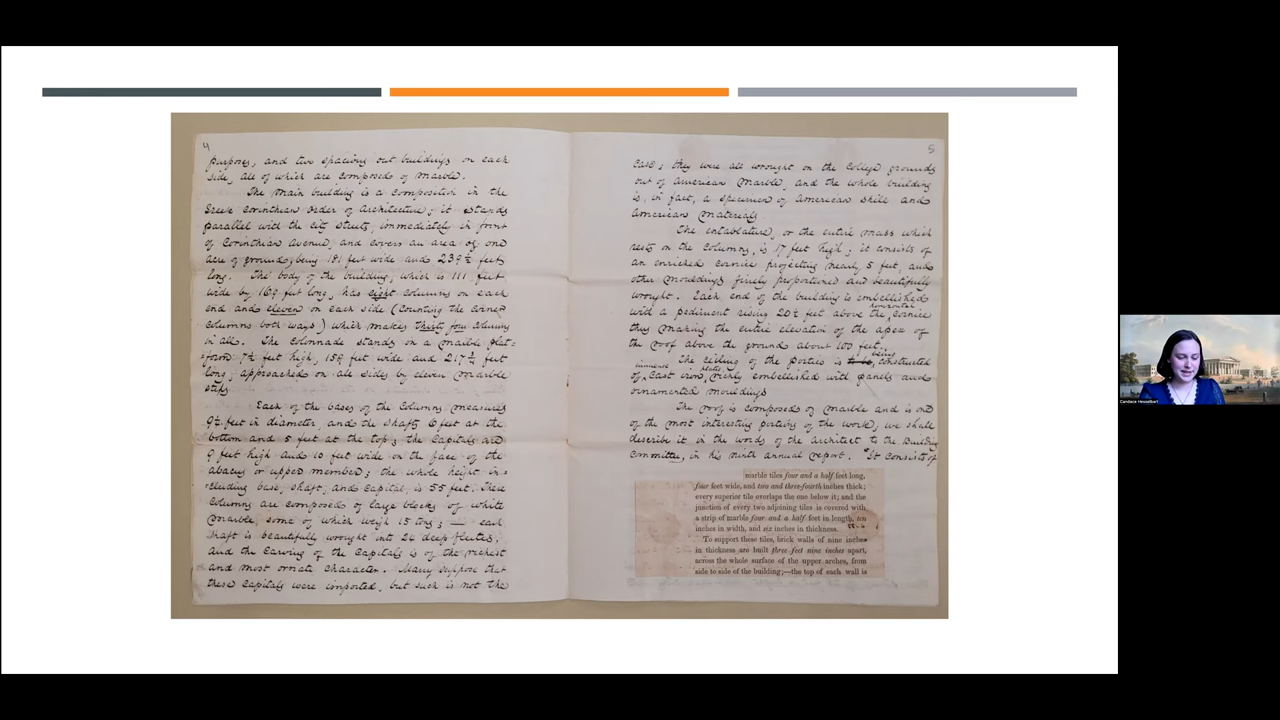 4
purpose, and two spacing out buildings on each
side, all of which are composed of marble.
The main building is a composition in the
Greek Corinthian order of Architecture; it stands
parallel with the city streets, immediately in front
of Corinthian Avenue, and covers an area of one
acre of ground, being 181 feet wide and 239½ feet
long. The body of the building, which is 111 feet
wide by 169 feet long, has eight columns on each
end and eleven on each side (counting the corner
columns both ways) which makes thirty four columns
in all. The colonnade stands on a marble plat=
=form 7½ feet high, 159 feet wide and 217½ feet
long; approached on all sides by eleven marble
steps.
Each of the bases of the columns measures
9½ feet in diameter, and the shafts 6 feet at the
bottom and 5 feet at the top; the Capitals are
9 feet high and 10 feet wide on the face of the
abacus or upper member; the whole height in=
=cluding base, shaft, and capital, is 55 feet. These
columns are composed of large blocks of white
marble, some of which weigh 15 tons; — each
shaft is beautifully wrought into 24 deep flutes,
and the carving of the capitals is of the richest
and most ornate character. Many suppose that
these capitals were imported, but such is not the
5
case; they were all wrought on the College grounds
out of American marble, and the whole building
is, in fact, a specimen of American skill and
American materials.
The entablature, or the entire mass which
rests on the columns, is 17 feet high; it consists of
an enriched cornice projecting nearly 5 feet, and
other mouldings finely proportioned and beautifully
wrought. Each end of the building is embellished
horizontal
with a pediment rising 20½ feet above the cornice
thus making the entire elevation of the apex of
the roof above the ground about 100 feet.
being
The ceiling of the portico is to be constructed
immense plates
of cast iron, richly embellished with panels and
ornamented mouldings
The roof is composed of marble and is one
of the most interesting portions of the work; we shall
describe it in the words of the architect to the Building
Committee, in his ninth annual report. "It consists of
marble tiles four and a half feet long,
four feet wide, and two and three-fourth inches thick;
every superior tile overlaps the one below it; and the
junction of every two adjoining tiles is covered with
a strip of marble four and a half feet in length, ten
inches in width, and six inches in thickness.
To support these tiles, brick walls of nine inches
in thickness are built three feet nine inches apart,
across the whole surface of the upper arches, from
side to side of the building;—the top of each wall is
Candace Hesselbart